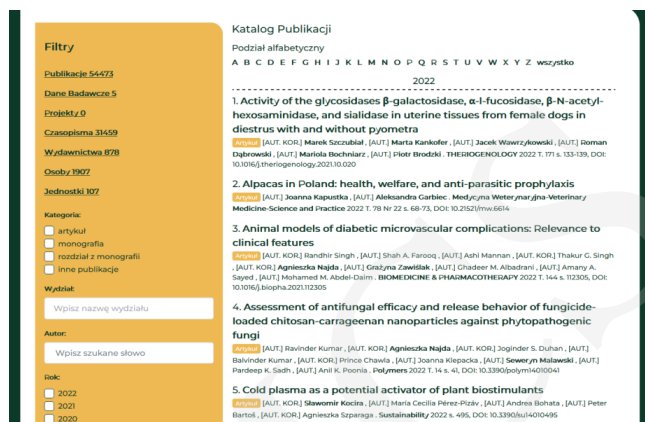 Filtry
Publikacje 54473
Dane Badawcze 5
Projekty 0
Czasopisma 31459
Wydawnictwa 878
Osoby 1907
Jednostki 107
Kategoria:
artykuł
monografia
rozdział z monografii
inne publikacje
Wydział:
Wpisz nazwę wydziału
Autor:
Wpisz szukane słowo
Rok:
2022
2021
2020
Katalog Publikacji
Podział alfabetyczny
A B C D E F G H I J K L M N O P Q R S T U V W X Y Z wszystko
2022
1. Activity of the glycosidases β-galactosidase, α-l-fucosidase, β-N-acetyl-
hexosaminidase, and sialidase in uterine tissues from female dogs in
diestrus with and without pyometra
Artykuł [AUT. KOR.] Marek Szczubiał , [AUT.] Marta Kankofer , [AUT.] Jacek Wawrzykowski , [AUT.] Roman
Dąbrowski , [AUT.] Mariola Bochniarz , [AUT.] Piotr Brodzki . THERIOGENOLOGY 2022 T. 171 s. 133-139, DOI:
10.1016/j.theriogenology.2021.10.020
2. Alpacas in Poland: health, welfare, and anti-parasitic prophylaxis
Artykuł [AUT.] Joanna Kapustka , [AUT.] Aleksandra Garbiec . Medycyna Weterynaryjna-Veterinary
Medicine-Science and Practice 2022 T. 78 Nr 22 s. 68-73, DOI: 10.21521/mw.6614
3. Animal models of diabetic microvascular complications: Relevance to
clinical features
Artykuł [AUT. KOR.] Randhir Singh , [AUT.] Shah A. Farooq , [AUT.] Ashi Mannan , [AUT. KOR.] Thakur G. Singh
, [AUT. KOR.] Agnieszka Najda , [AUT.] Grażyna Zawiślak , [AUT.] Ghadeer M. Albadrani , [AUT.] Amany A.
Sayed , [AUT.] Mohamed M. Abdel-Daim . BIOMEDICINE & PHARMACOTHERAPY 2022 T. 144 s. 112305, DOI:
10.1016/j.biopha.2021.112305
4. Assessment of antifungal efficacy and release behavior of fungicide-
loaded chitosan-carrageenan nanoparticles against phytopathogenic
fungi
Artykuł [AUT.] Ravinder Kumar , [AUT. KOR.] Agnieszka Najda , [AUT. KOR.] Joginder S. Duhan , [AUT.]
Balvinder Kumar , [AUT. KOR.] Prince Chawla , [AUT.] Joanna Klepacka , [AUT.] Seweryn Malawski , [AUT.]
Pardeep K. Sadh , [AUT.] Anil K. Poonia . Polymers 2022 T. 14 s. 41, DOI: 10.3390/polym14010041
5. Cold plasma as a potential activator of plant biostimulants
Artykuł [AUT. KOR.] Sławomir Kocira , [AUT.] Maria Cecilia Pérez-Pizáv , [AUT.] Andrea Bohata , [AUT.] Peter
Bartoš , [AUT. KOR.] Agnieszka Szparaga . Sustainability 2022 s. 495, DOI: 10.3390/su14010495